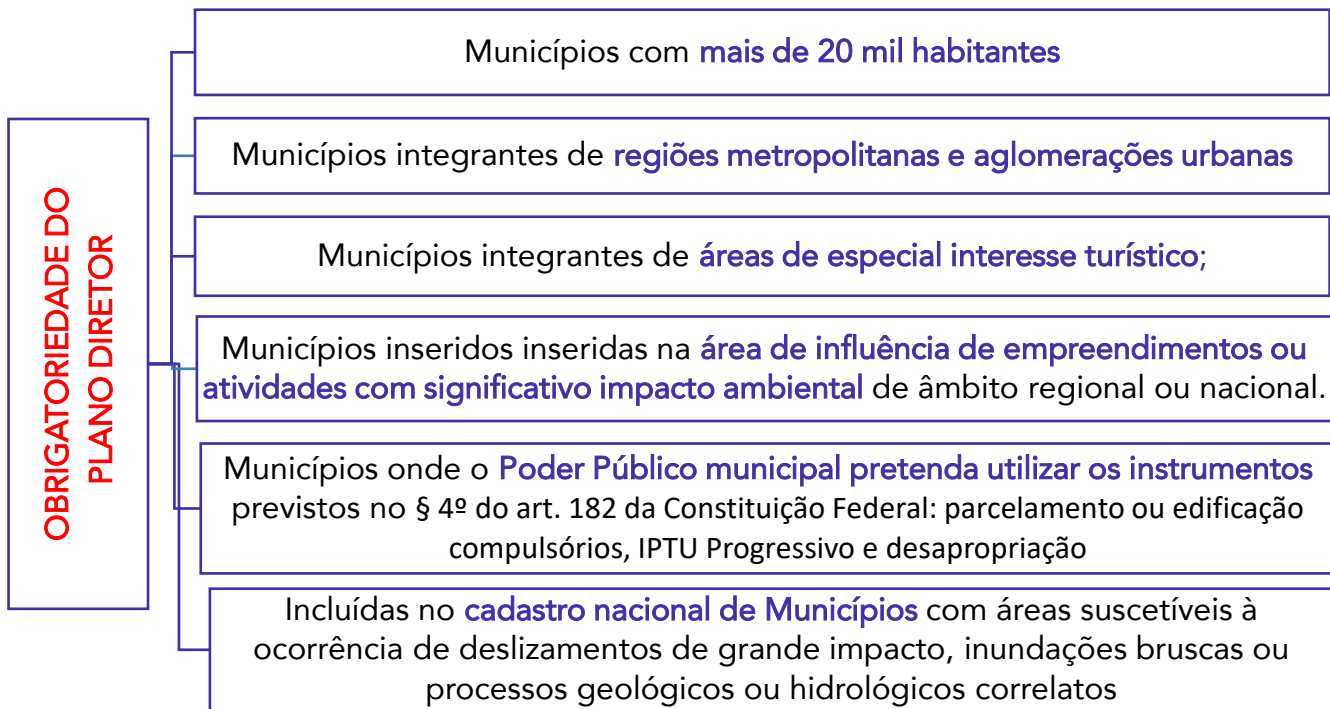 OBRIGATORIEDADE DO
PLANO DIRETOR
Municípios com mais de 20 mil habitantes
Municípios integrantes de regiões metropolitanas e aglomerações urbanas
Municípios integrantes de áreas de especial interesse turístico;
Municípios inseridos inseridas na área de influência de empreendimentos ou
atividades com significativo impacto ambiental de âmbito regional ou nacional.
Municípios onde o Poder Público municipal pretenda utilizar os instrumentos
previstos no § 4º do art. 182 da Constituição Federal: parcelamento ou edificação
compulsórios, IPTU Progressivo e desapropriação
Incluídas no cadastro nacional de Municípios com áreas suscetíveis à
ocorrência de deslizamentos de grande impacto, inundações bruscas ou
processos geológicos ou hidrológicos correlatos